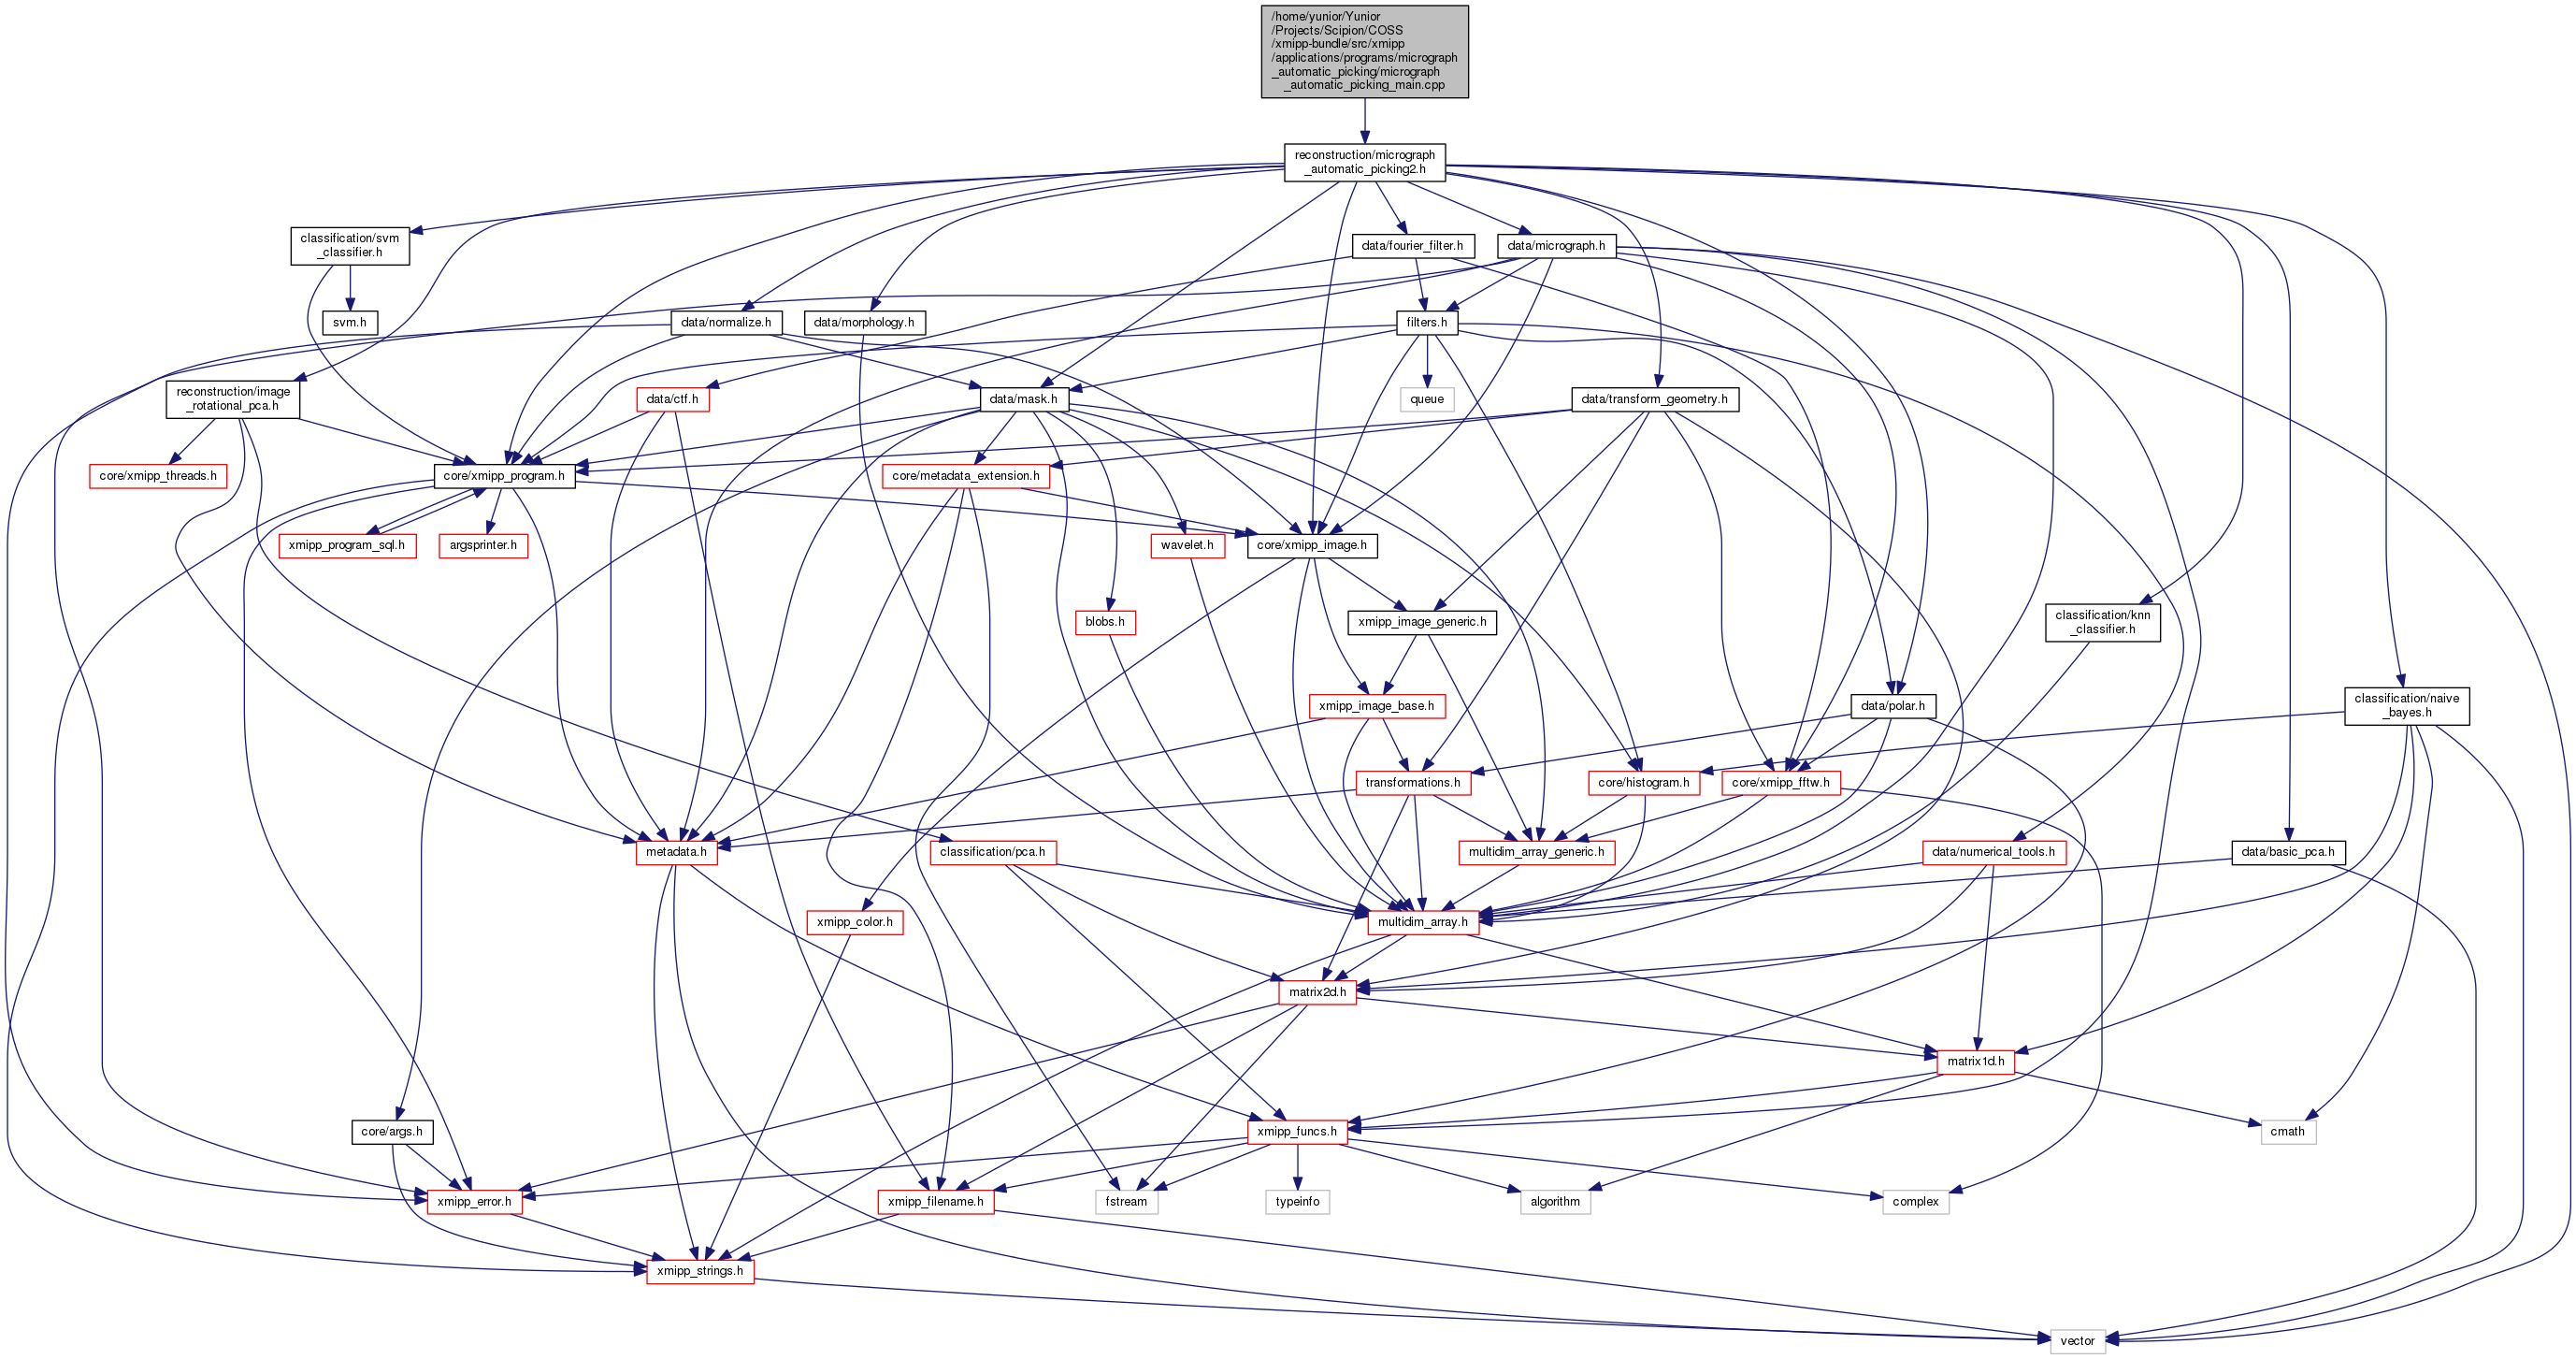 /home/yunior/Yunior
/Projects/Scipion/COSS
/xmipp-bundle/src/xmipp
/applications/programs/micrograph
_automatic_picking/micrograph
_automatic_picking_main.cpp
reconstruction/micrograph
_automatic_picking2.h
classification/svm
_classifier.h
data/fourier_filter.h
data/micrograph.h
svm.h
data/normalize.h
data/morphology.h
filters.h
reconstruction/image
_rotational_pca.h
data/ctf.h
data/mask.h
queue
data/transform_geometry.h
core/xmipp_threads.h
core/xmipp_program.h
core/metadata_extension.h
xmipp_program_sql.h
argsprinter.h
wavelet.h
core/xmipp_image.h
blobs.h
xmipp_image_generic.h
classification/knn
_classifier.h
xmipp_image_base.h
data/polar.h
classification/naive
_bayes.h
transformations.h
core/histogram.h
core/xmipp_fftw.h
metadata.h
classification/pca.h
multidim_array_generic.h
data/numerical_tools.h
data/basic_pca.h
xmipp_color.h
multidim_array.h
matrix2d.h
matrix1d.h
core/args.h
xmipp_funcs.h
cmath
xmipp_error.h
xmipp_filename.h
fstream
typeinfo
algorithm
complex
xmipp_strings.h
vector